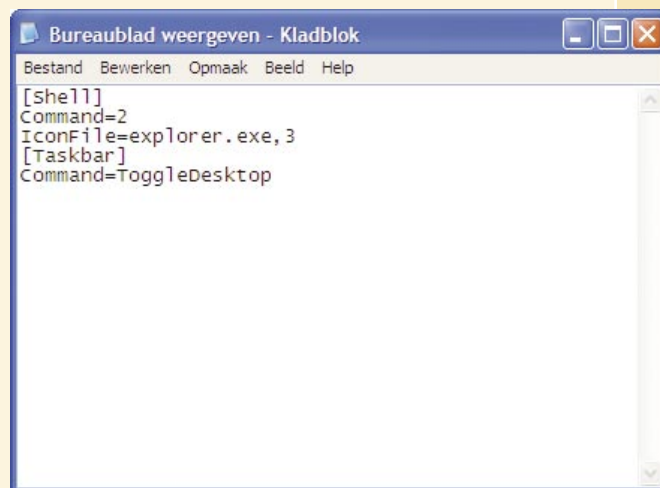 Bureaublad weergeven - Kladblok
Bestand Bewerken Opmaak Beeld Help
[Shell]
Command=2
IconFile=explorer.exe,3
[Taskbar]
Command=ToggleDesktop